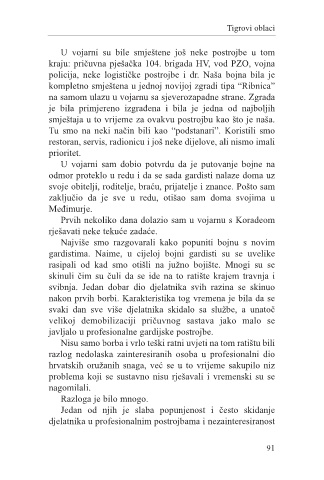 Tigrovi oblaci
U vojarni su bile smještene još neke postrojbe u tom
kraju: pričuvna pješačka 104. brigada HV, vod PZO, vojna
policija, neke logističke postrojbe i dr. Naša bojna bila je
kompletno smještena u jednoj novijoj zgradi tipa “Ribnica”
na samom ulazu u vojarnu sa sjeverozapadne strane. Zgrada
je bila primjereno izgrađena i bila je jedna od najboljih
smještaja u to vrijeme za ovakvu postrojbu kao što je naša.
Tu smo na neki način bili kao “podstanari”. Koristili smo
restoran, servis, radionicu i još neke dijelove, ali nismo imali
prioritet.
U vojarni sam dobio potvrdu da je putovanje bojne na
odmor proteklo u redu i da se sada gardisti nalaze doma uz
svoje obitelji, roditelje, braću, prijatelje i znance. Pošto sam
zaključio da je sve u redu, otišao sam doma svojima u
Međimurje.
Prvih nekoliko dana dolazio sam u vojarnu s Koradeom
rješavati neke tekuće zadaće.
Najviše smo razgovarali kako popuniti bojnu s novim
gardistima. Naime, u cijeloj bojni gardisti su se uvelike
rasipali od kad smo otišli na južno bojište. Mnogi su se
skinuli čim su čuli da se ide na to ratište krajem travnja i
svibnja. Jedan dobar dio djelatnika svih razina se skinuo
nakon prvih borbi. Karakteristika tog vremena je bila da se
svaki dan sve više djelatnika skidalo sa službe, a unatoč
velikoj demobilizaciji pričuvnog sastava jako malo se
javljalo u profesionalne gardijske postrojbe.
Nisu samo borba i vrlo teški ratni uvjeti na tom ratištu bili
razlog nedolaska zainteresiranih osoba u profesionalni dio
hrvatskih oružanih snaga, već se u to vrijeme sakupilo niz
problema koji se sustavno nisu rješavali i vremenski su se
nagomilali.
Razloga je bilo mnogo.
Jedan od njih je slaba popunjenost i često skidanje
djelatnika u profesionalnim postrojbama i nezainteresiranost
91